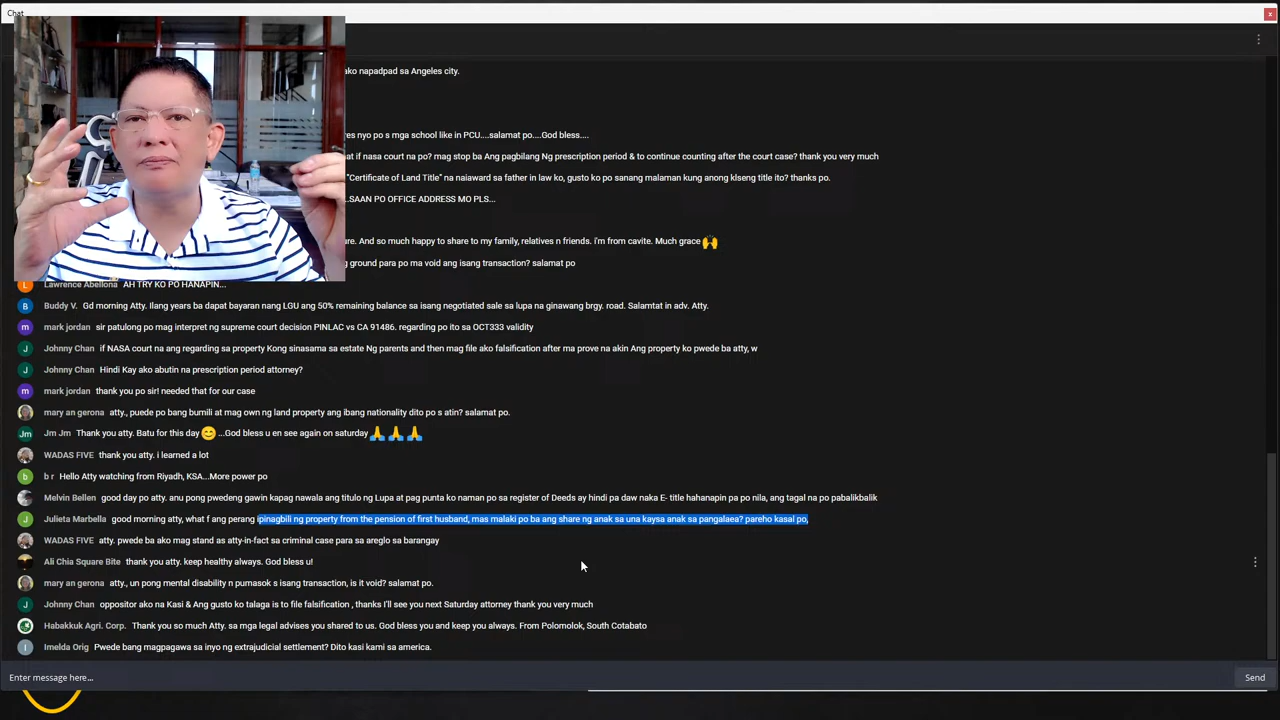 Chat
ako napadpad sa Angeles city.
res nyo po s mga school like in PCU....salamat po....God bless....
at if nasa court na po? mag stop ba Ang pagbilang Ng prescription period & to continue counting after the court case? thank you very much
"Certificate of Land Title" na naiaward sa father in law ko, gusto ko po sanang malaman kung anong klseng title ito? thanks po.
...SAAN PO OFFICE ADDRESS MO PLS...
ure. And so much happy to share to my family, relatives n friends. i'm from cavite. Much grace 🙌
ng ground para po ma void ang isang transaction? salamat po
Lawrence Abellona AH TRY KO PO HANAPIN...
B Buddy V. Gd morning Atty. Ilang years ba dapat bayaran nang LGU ang 50% remaining balance sa isang negotiated sale sa lupa na ginawang brgy. road. Salamtat in adv. Atty.
m mark jordan sir patulong po mag interpret ng supreme court decision PINLAC vs CA 91486. regarding po ito sa OCT333 validity
J Johnny Chan if NASA court na ang regarding sa property Kong sinasama sa estate Ng parents and then mag file ako falsification after ma prove na akin Ang property ko pwede ba atty, w
J Johnny Chan Hindi Kay ako abutin na prescription period attorney?
m mark jordan thank you po sir! needed that for our case
mary an gerona atty., puede po bang bumili at mag own ng land property ang ibang nationality dito po s atin? salamat po.
Jm Jm Jm Thank you atty. Batu for this day 😊 ...God bless u en see again on saturday 🙏 🙏 🙏
WADAS FIVE thank you atty. i learned a lot
b b r Hello Atty watching from Riyadh, KSA...More power po
Melvin Bellen good day po atty. anu pong pwedeng gawin kapag nawala ang titulo ng Lupa at pag punta ko naman po sa register of Deeds ay hindi pa daw naka E- title hahanapin pa po nila, ang tagal na po pabalikbalik
J Julieta Marbella good morning atty, what f ang perang ipinagbili ng property from the pension of first husband, mas malaki po ba ang share ng anak sa una kaysa anak sa pangalaea? pareho kasal po,
WADAS FIVE atty. pwede ba ako mag stand as atty-in-fact sa criminal case para sa areglo sa barangay
Ali Chia Square Bite thank you atty. keep healthy always. God bless u!
mary an gerona atty., un pong mental disability n pumasok s isang transaction, is it void? salamat po.
J Johnny Chan oppositor ako na Kasi & Ang gusto ko talaga is to file falsification , thanks I'll see you next Saturday attorney thank you very much
Habakkuk Agri. Corp. Thank you so much Atty. sa mga legal advises you shared to us. God bless you and keep you always. From Polomolok, South Cotabato
I Imelda Orig Pwede bang magpagawa sa inyo ng extrajudicial settlement? Dito kasi kami sa america.
Enter message here...
Send